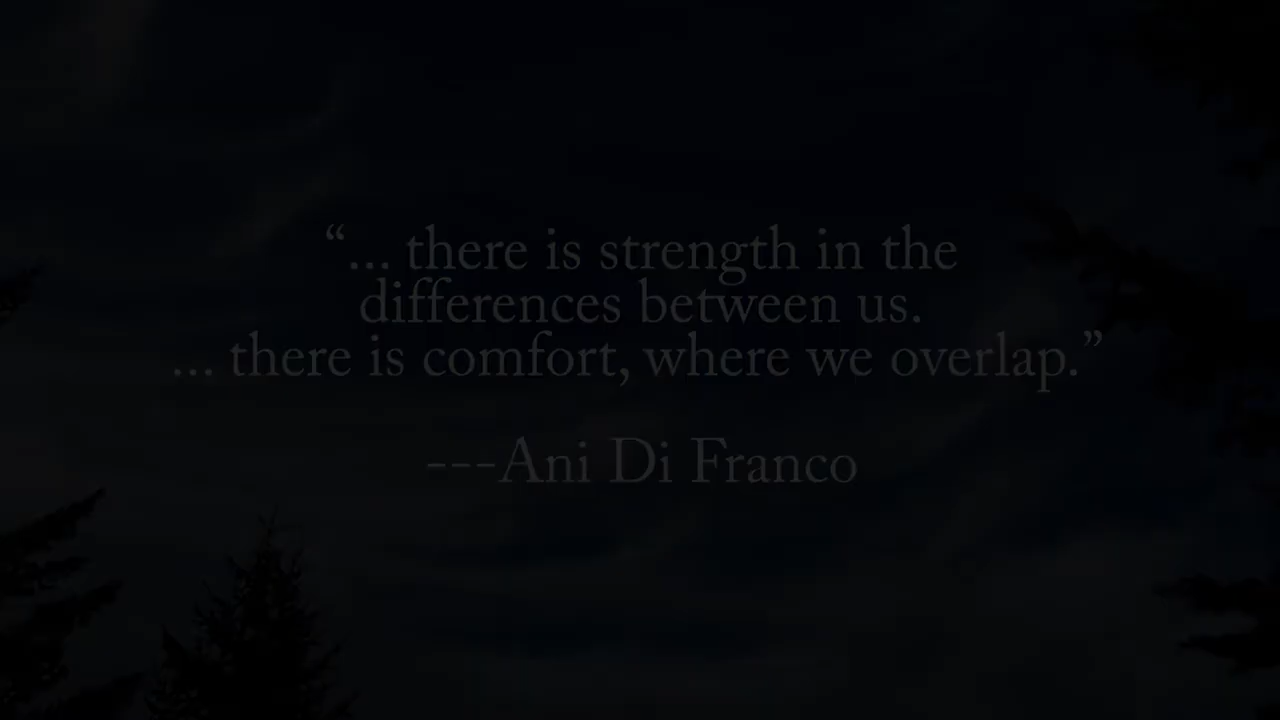 “... there is strength in the
differences between us.
... there is comfort, where we overlap.”
---Ani Di Franco